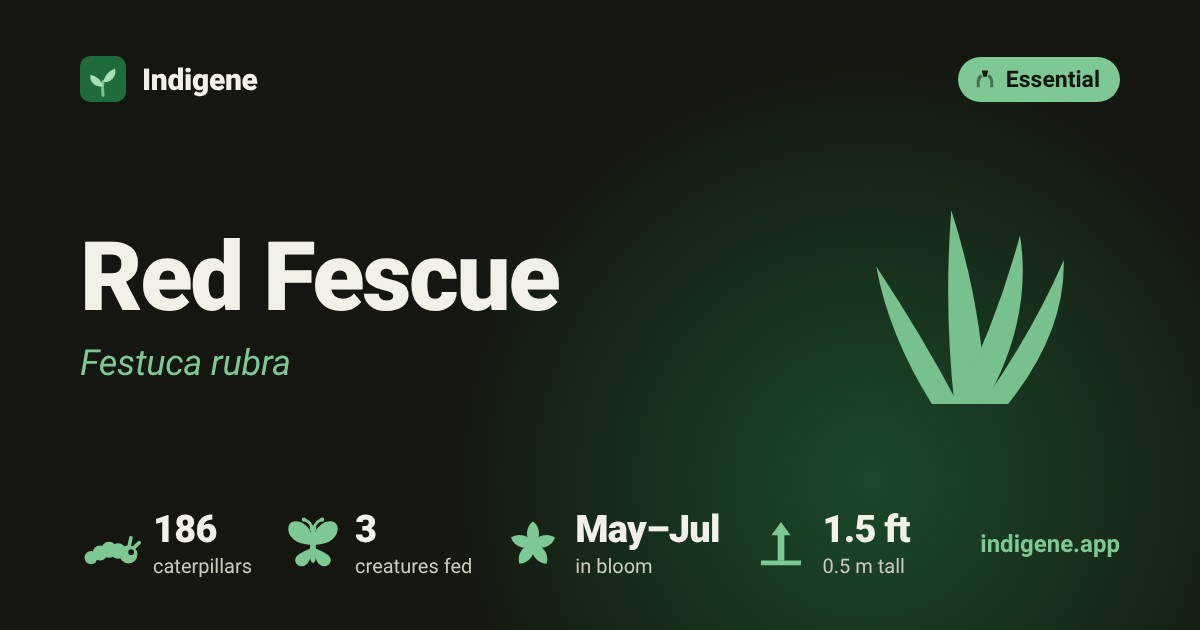 Indigene
Essential
Red Fescue
Festuca rubra
186
caterpillars
3
creatures fed
May–Jul
in bloom
1.5 ft
0.5 m tall
indigene.app